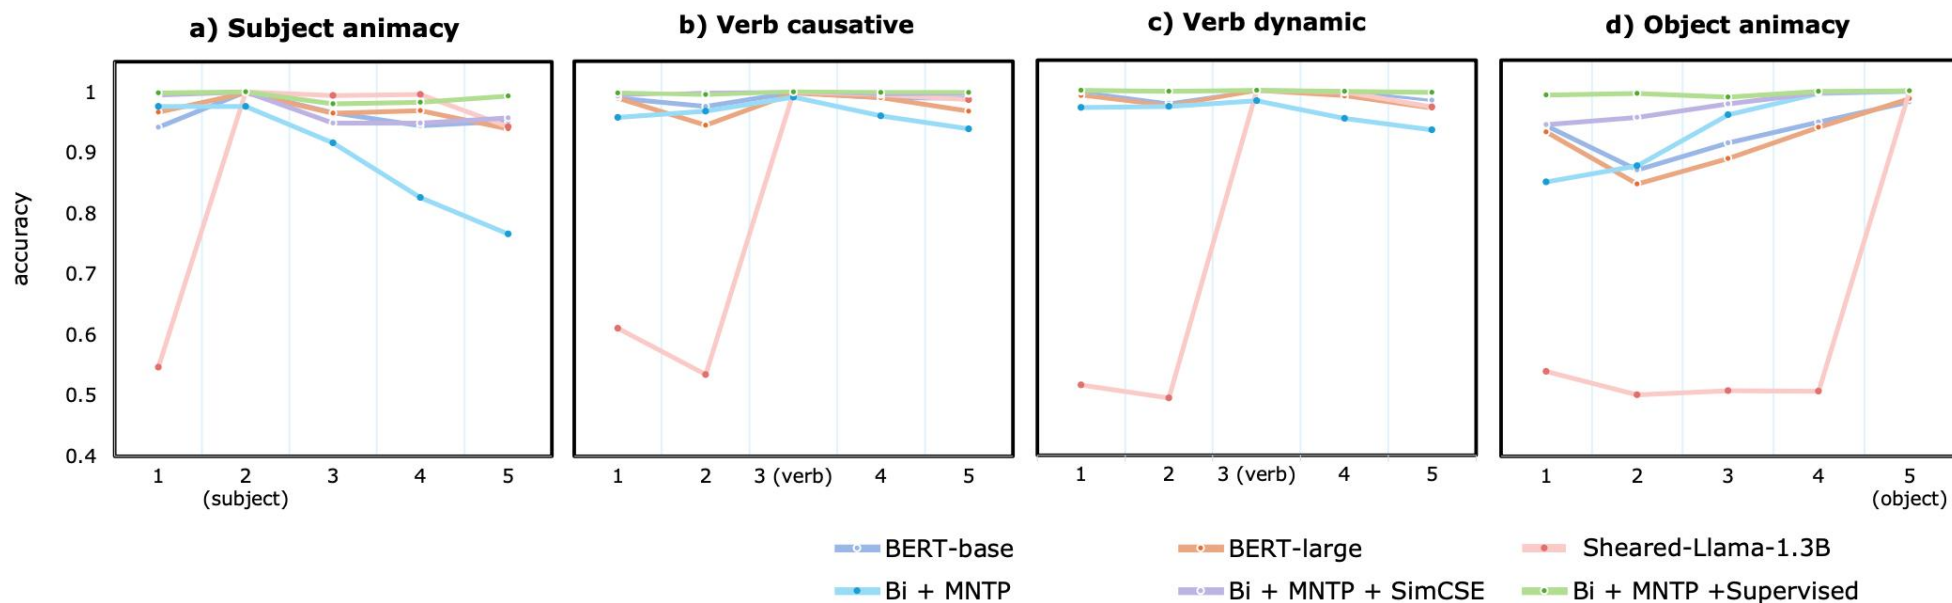 a) Subject animacy
b) Verb causative
c) Verb dynamic
d) Object animacy
accuracy
1
0.9
0.8
0.7
0.6
0.5
0.4
1 2 3 4 5
(subject)
1 2 3 (verb) 4 5
1 2 3 (verb) 4 5
1 2 3 4 5
(object)
BERT-base BERT-large Sheared-Llama-1.3B
Bi + MNTP Bi + MNTP + SimCSE Bi + MNTP +Supervised